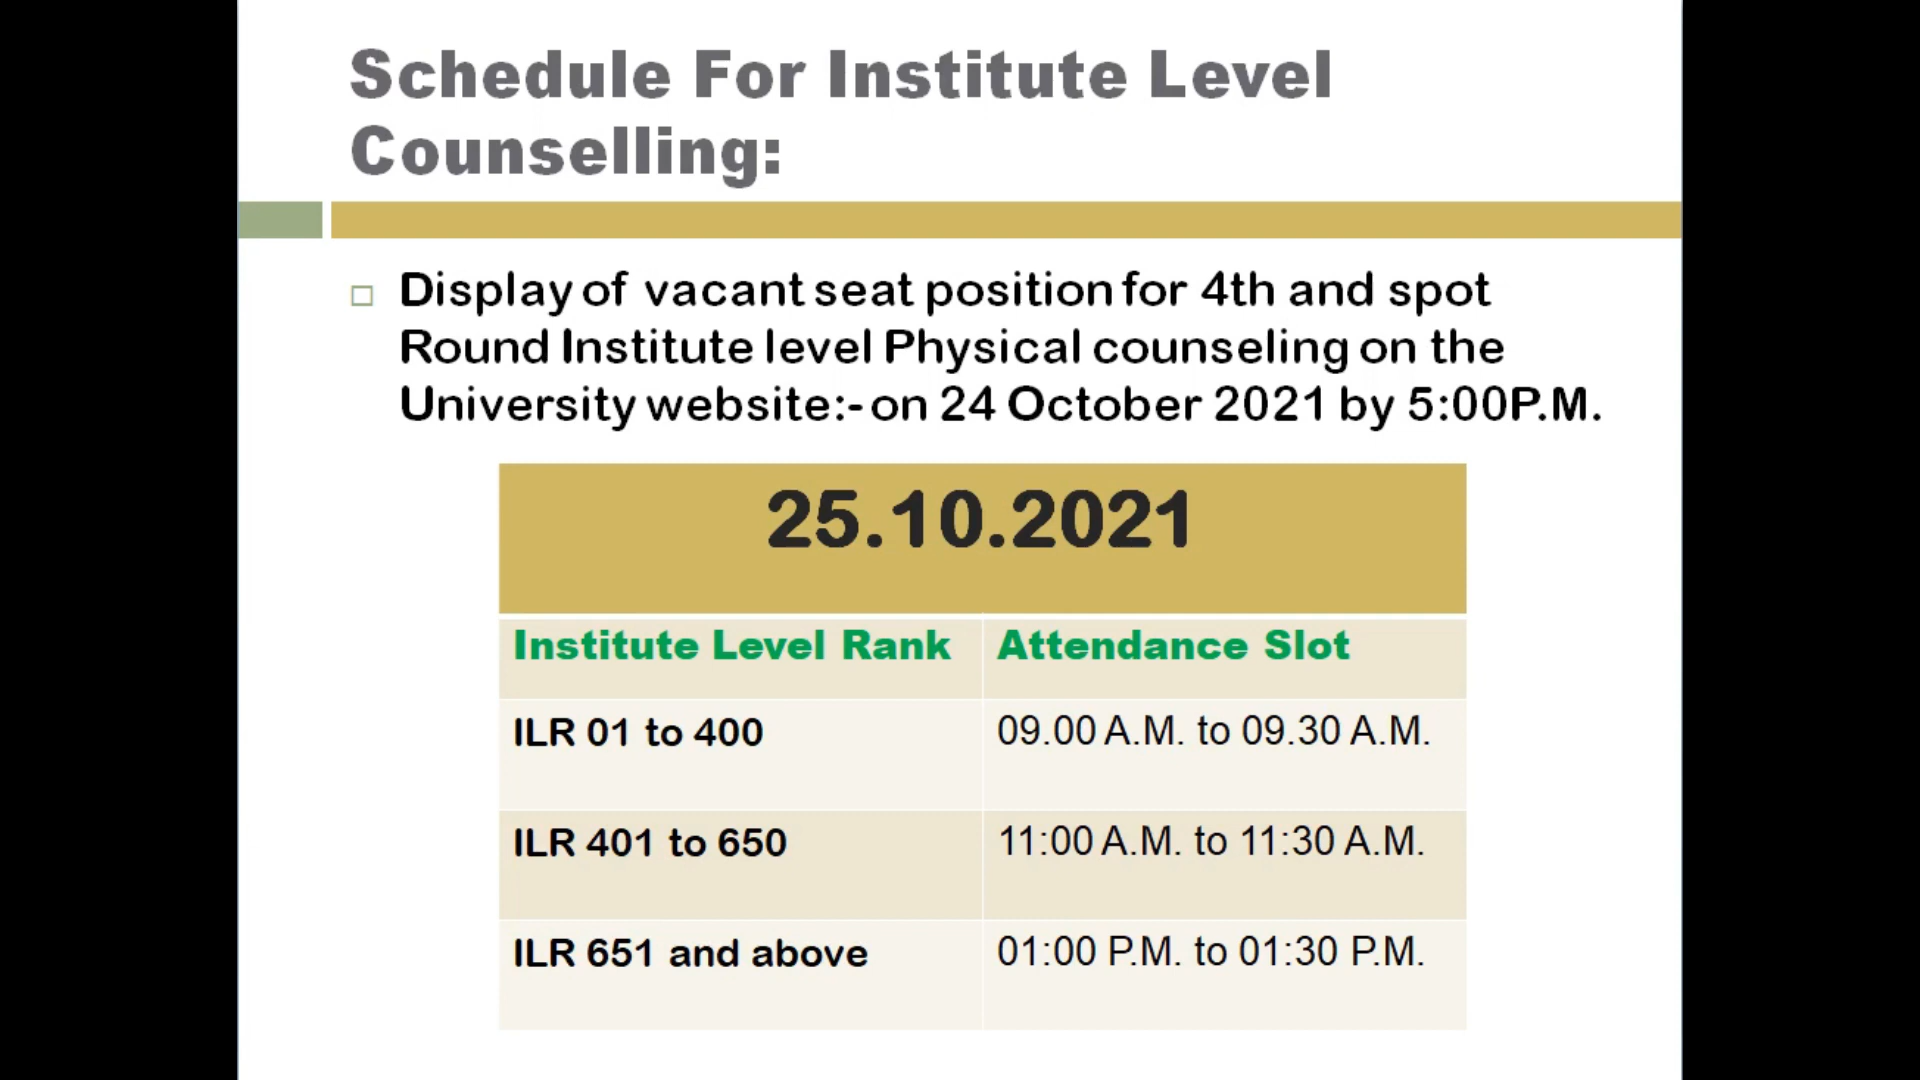 Schedule For Institute Level
Counselling:
Display of vacant seat position for 4th and spot
Round Institute level Physical counseling on the
University website:- on 24 October 2021 by 5:00P.M.
25.10.2021
Institute Level Rank Attendance Slot
ILR 01 to 400 09.00 A.M. to 09.30 A.M.
ILR 401 to 650 11:00 A.M. to 11:30 A.M.
ILR 651 and above 01:00 P.M. to 01:30 P.M.